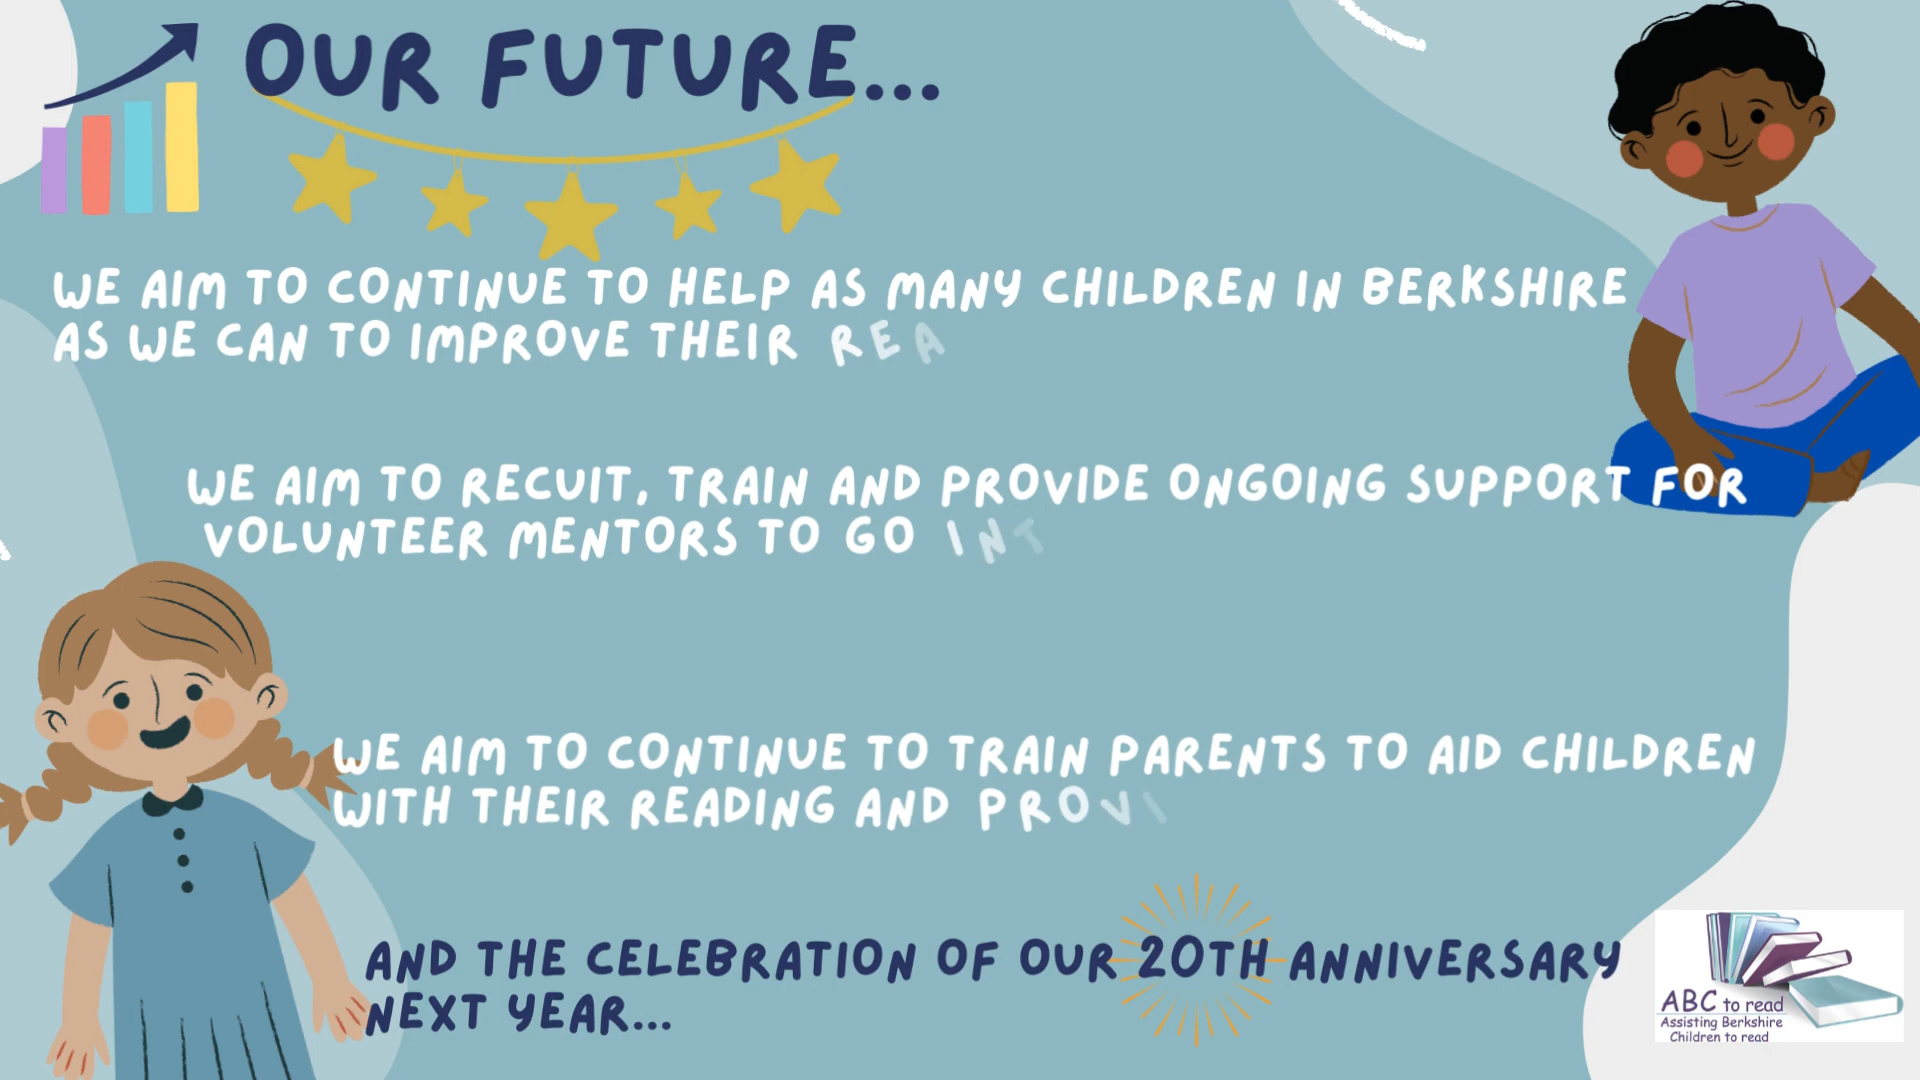 OUR FUTURE...
WE AIM TO CONTINUE TO HELP AS MANY CHILDREN IN BERKSHIRE
AS WE CAN TO IMPROVE THEIR REA
WE AIM TO RECUIT, TRAIN AND PROVIDE ONGOING SUPPORT FOR
VOLUNTEER MENTORS TO GO INT
WE AIM TO CONTINUE TO TRAIN PARENTS TO AID CHILDREN
WITH THEIR READING AND PROVI
AND THE CELEBRATION OF OUR 20TH ANNIVERSARY
NEXT YEAR...
ABC to read
Assisting Berkshire
Children to read